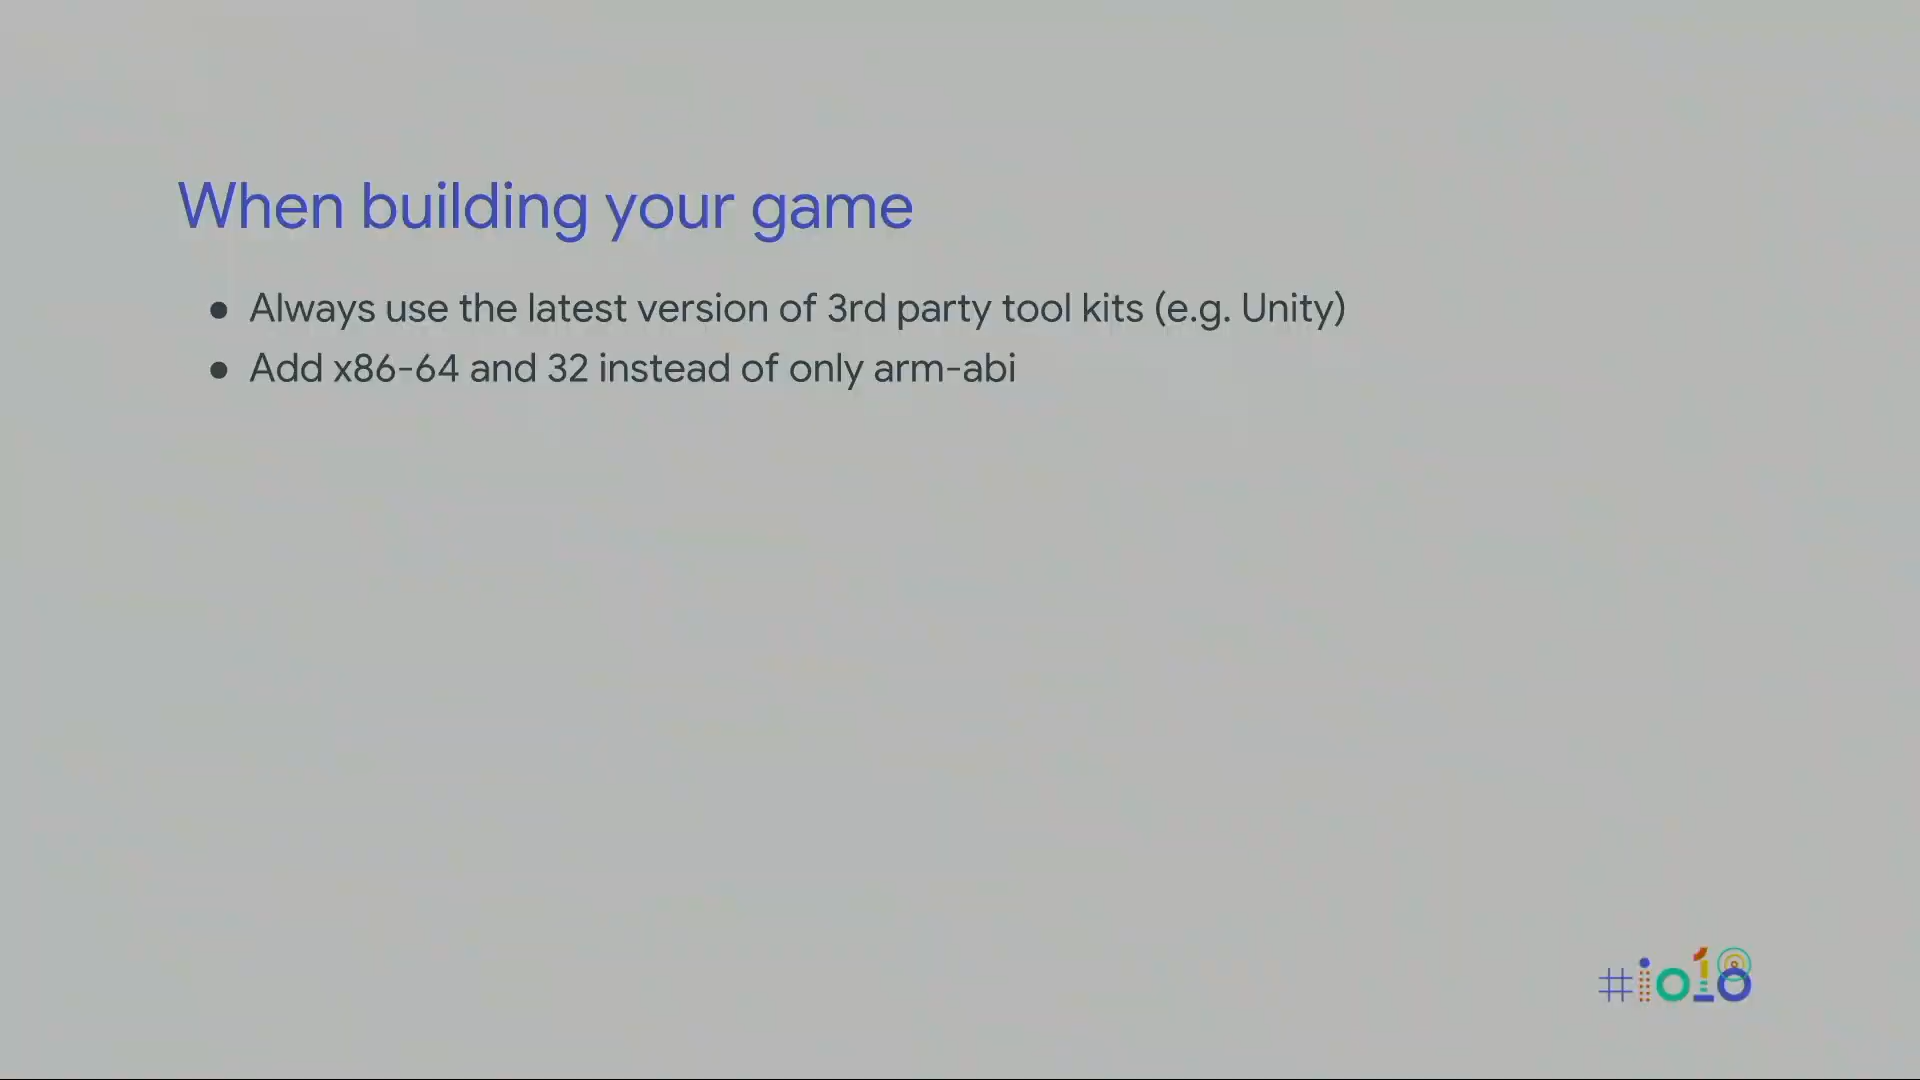 When building your game
● Always use the latest version of 3rd party tool kits (e.g. Unity)
● Add x86-64 and 32 instead of only arm-abi
#io18